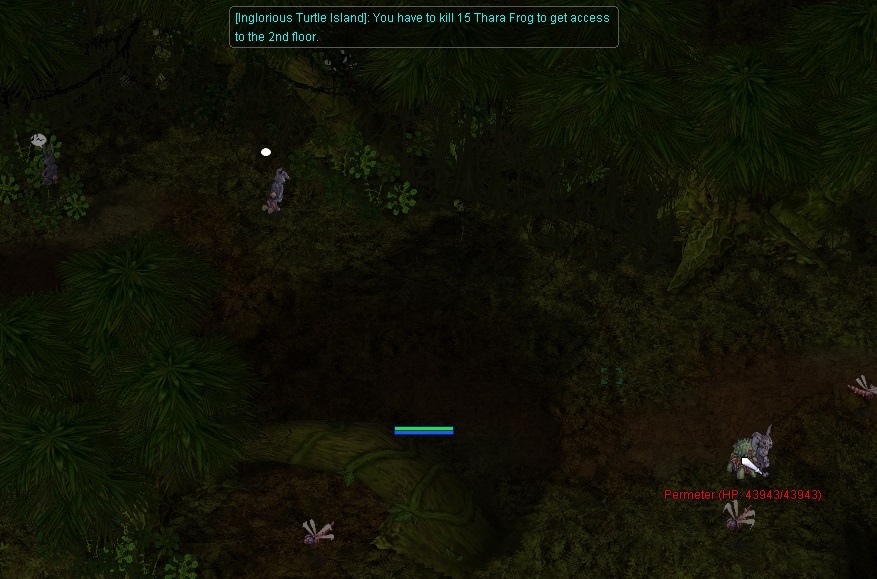 [Inglorious Turtle Island]: You have to kill 15 Thara Frog to get access
to the 2nd floor.
Permeter (HP: 43943/43943)